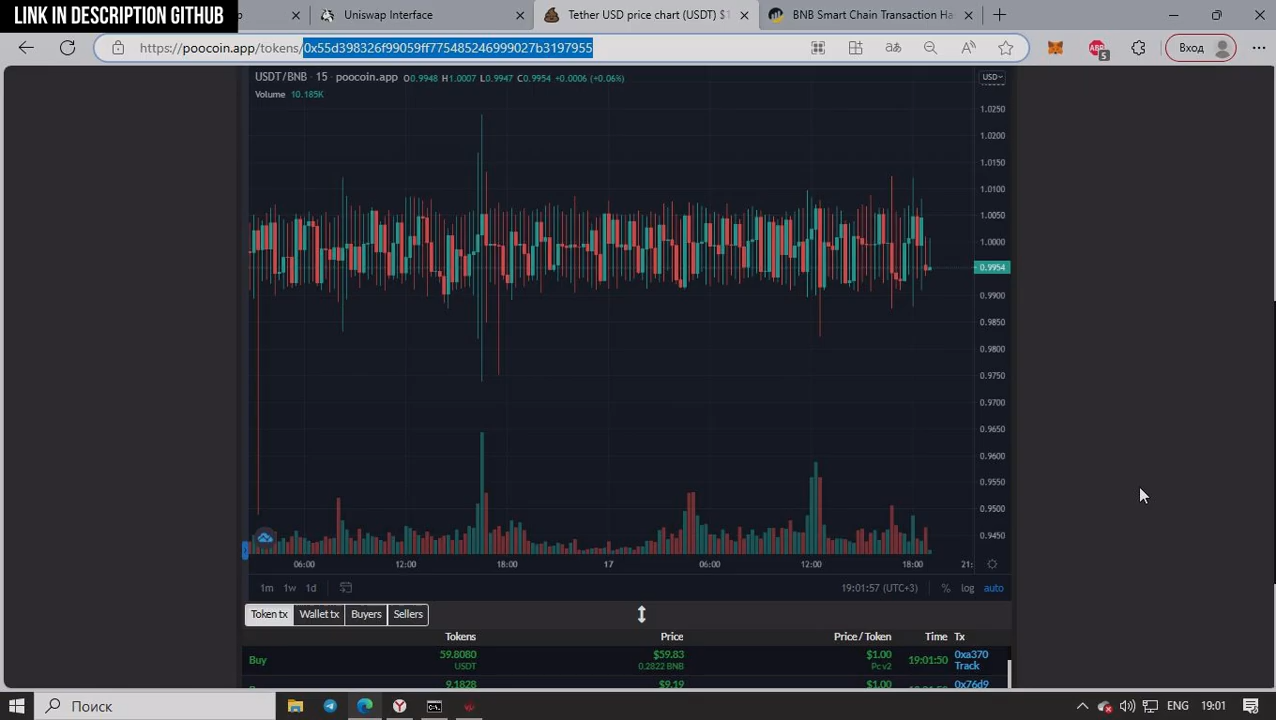 LINK IN DESCRIPTION GITHUB
Uniswap Interface
Tether USD price chart (USDT) $1
BNB Smart Chain Transaction Ha
https://poocoin.app/tokens/0x55d398326f99059ff775485246999027b3197955
aあ
ABP
5
Вход
USDT/BNB · 15 · poocoin.app O0.9948 H1.0007 L0.9947 C0.9954 +0.0006 (+0.06%)
USD
Volume 10.185K
1.0250
1.0200
1.0150
1.0100
1.0050
1.0000
0.9954
0.9900
0.9850
0.9800
0.9750
0.9700
0.9650
0.9600
0.9550
0.9500
0.9450
06:00 12:00 18:00 17 06:00 12:00 18:00 21:
1m 1w 1d 19:01:57 (UTC+3) % log auto
Token tx Wallet tx Buyers Sellers
Tokens Price Price / Token Time Tx
Buy 59.8080 USDT $59.83 0.2822 BNB $1.00 Pc v2 19:01:50 0xa370 Track
9.1828 $9.19 $1.00 0x76d9
Поиск ENG 19:01